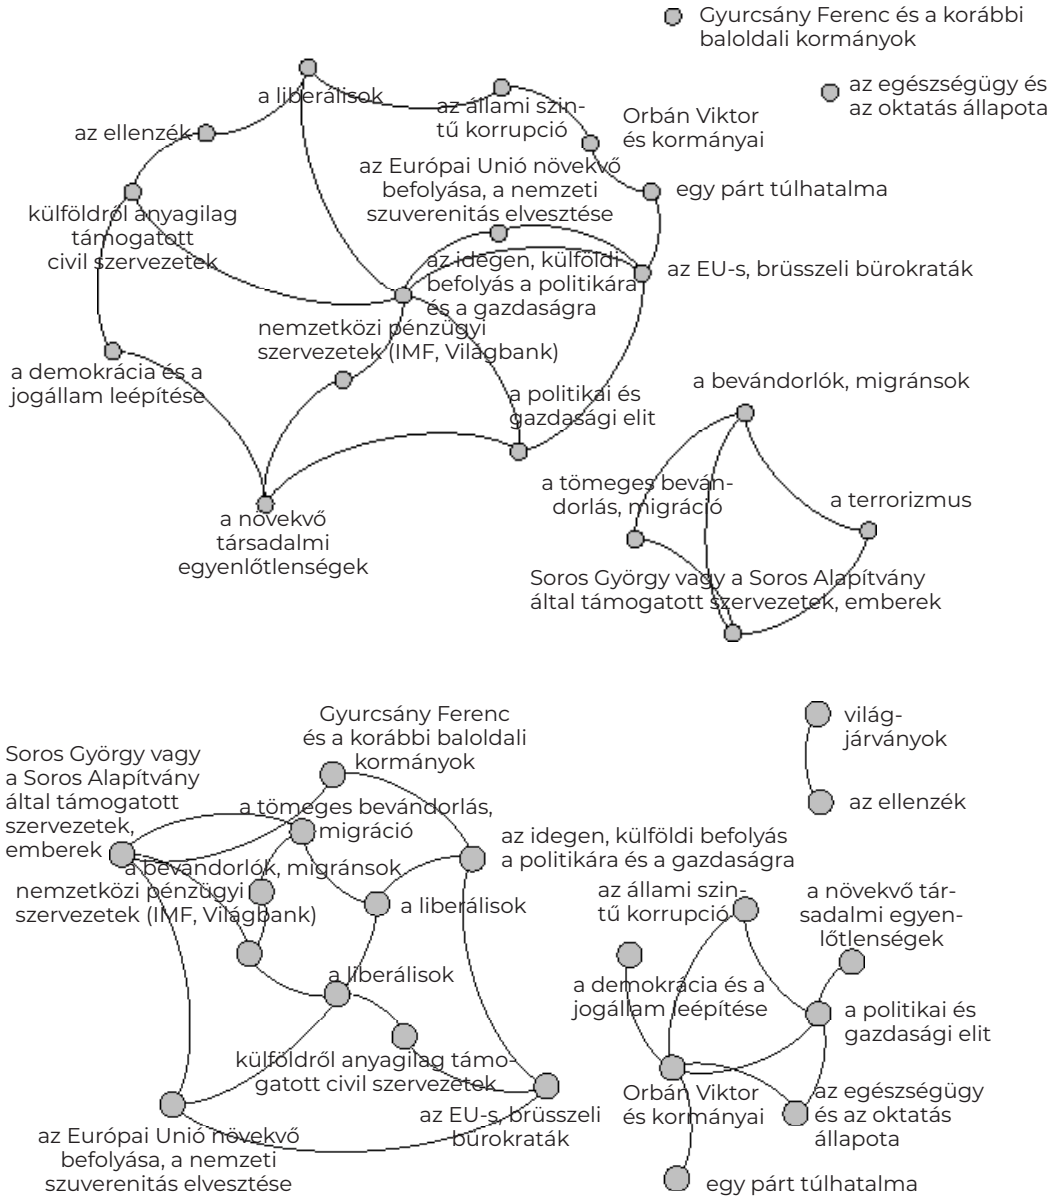 Gyurcsány Ferenc és a korábbi
baloldali kormányok
az egészségügy és
az oktatás állapota
a liberálisok
az állami szin-
tű korrupció
Orbán Viktor
és kormányai
az ellenzék
az Európai Unió növekvő
befolyása, a nemzeti
szuverenitás elvesztése
egy párt túlhatalma
külföldről anyagilag
támogatott
civil szervezetek
az idegen, külföldi
befolyás a politikára
és a gazdaságra
az EU-s, brüsszeli bürokraták
nemzetközi pénzügyi
szervezetek (IMF, Világbank)
a demokrácia és a
jogállam leépítése
a politikai és
gazdasági elit
a bevándorlók, migránsok
a tömeges beván-
dorlás, migráció
a terrorizmus
a növekvő
társadalmi
egyenlőtlenségek
Soros György vagy a Soros Alapítvány
által támogatott szervezetek, emberek
Gyurcsány Ferenc
és a korábbi baloldali
kormányok
világ-
járványok
Soros György vagy
a Soros Alapítvány
által támogatott
szervezetek,
emberek
a tömeges bevándorlás,
migráció
az ellenzék
az idegen, külföldi befolyás
a politikára és a gazdaságra
a bevándorlók, migránsok
nemzetközi pénzügyi
szervezetek (IMF, Világbank)
a liberálisok
az állami szin-
tű korrupció
a növekvő tár-
sadalmi egyen-
lőtlenségek
a liberálisok
a demokrácia és a
jogállam leépítése
a politikai és
gazdasági elit
külföldről anyagilag támo-
gatott civil szervezetek
Orbán Viktor
és kormányai
az egészségügy
és az oktatás
állapota
az EU-s, brüsszeli
bürokraták
az Európai Unió növekvő
befolyása, a nemzeti
szuverenitás elvesztése
egy párt túlhatalma